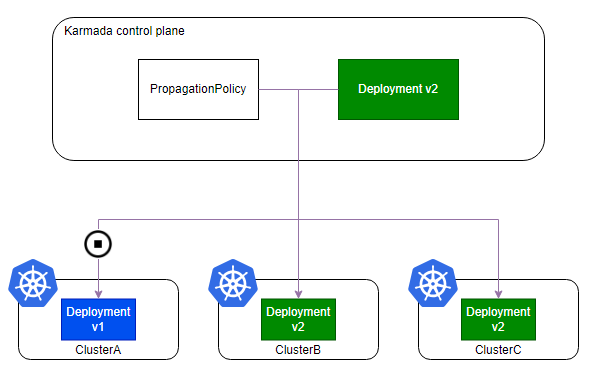 Karmada control plane
PropagationPolicy
Deployment v2
Deployment
v1
ClusterA
Deployment
v2
ClusterB
Deployment
v2
ClusterC